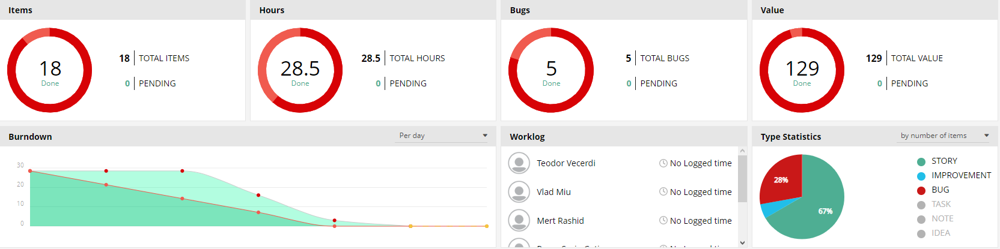 Items
18
Done
18 TOTAL ITEMS
0 PENDING
Hours
28.5
Done
28.5 TOTAL HOURS
0 PENDING
Bugs
5
Done
5 TOTAL BUGS
0 PENDING
Value
129
Done
129 TOTAL VALUE
0 PENDING
Burndown
Per day
30
20
10
0
Worklog
Teodor Vecerdi No Logged time
Vlad Miu No Logged time
Mert Rashid No Logged time
Type Statistics
by number of items
28%
67%
STORY
IMPROVEMENT
BUG
TASK
NOTE
IDEA